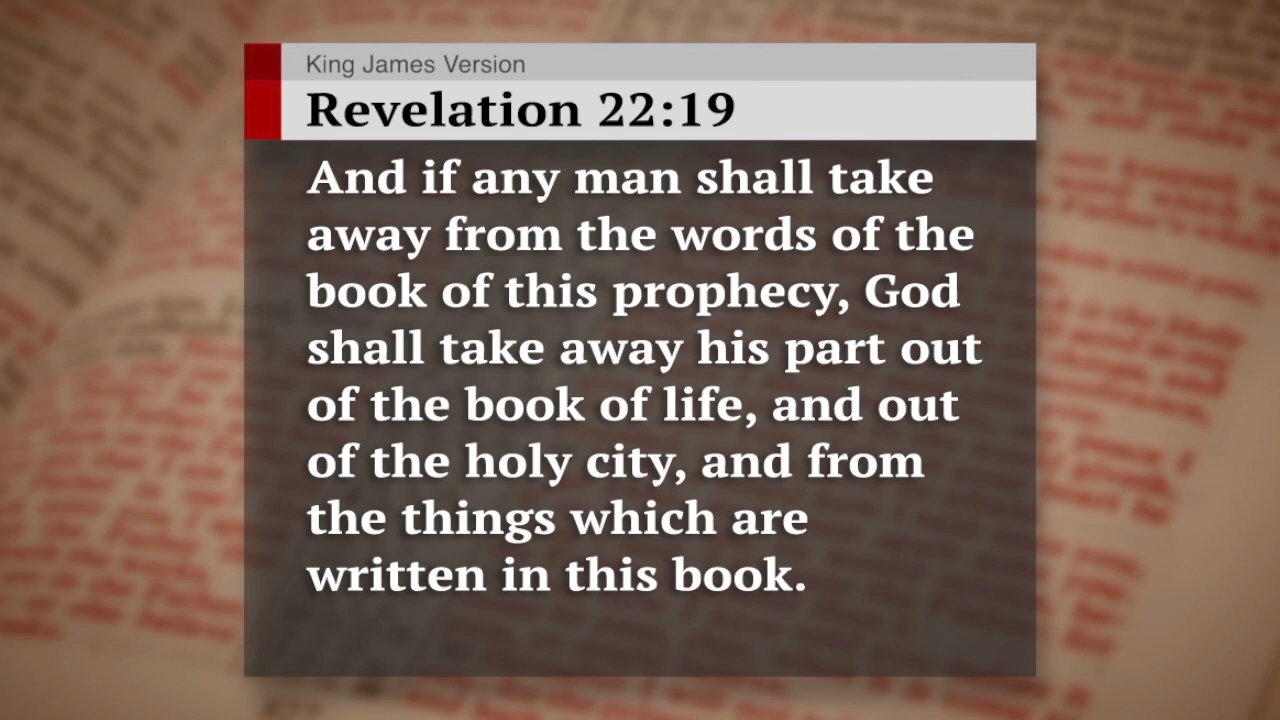 King James Version
Revelation 22:19
And if any man shall take
away from the words of the
book of this prophecy, God
shall take away his part out
of the book of life, and out
of the holy city, and from
the things which are
written in this book.